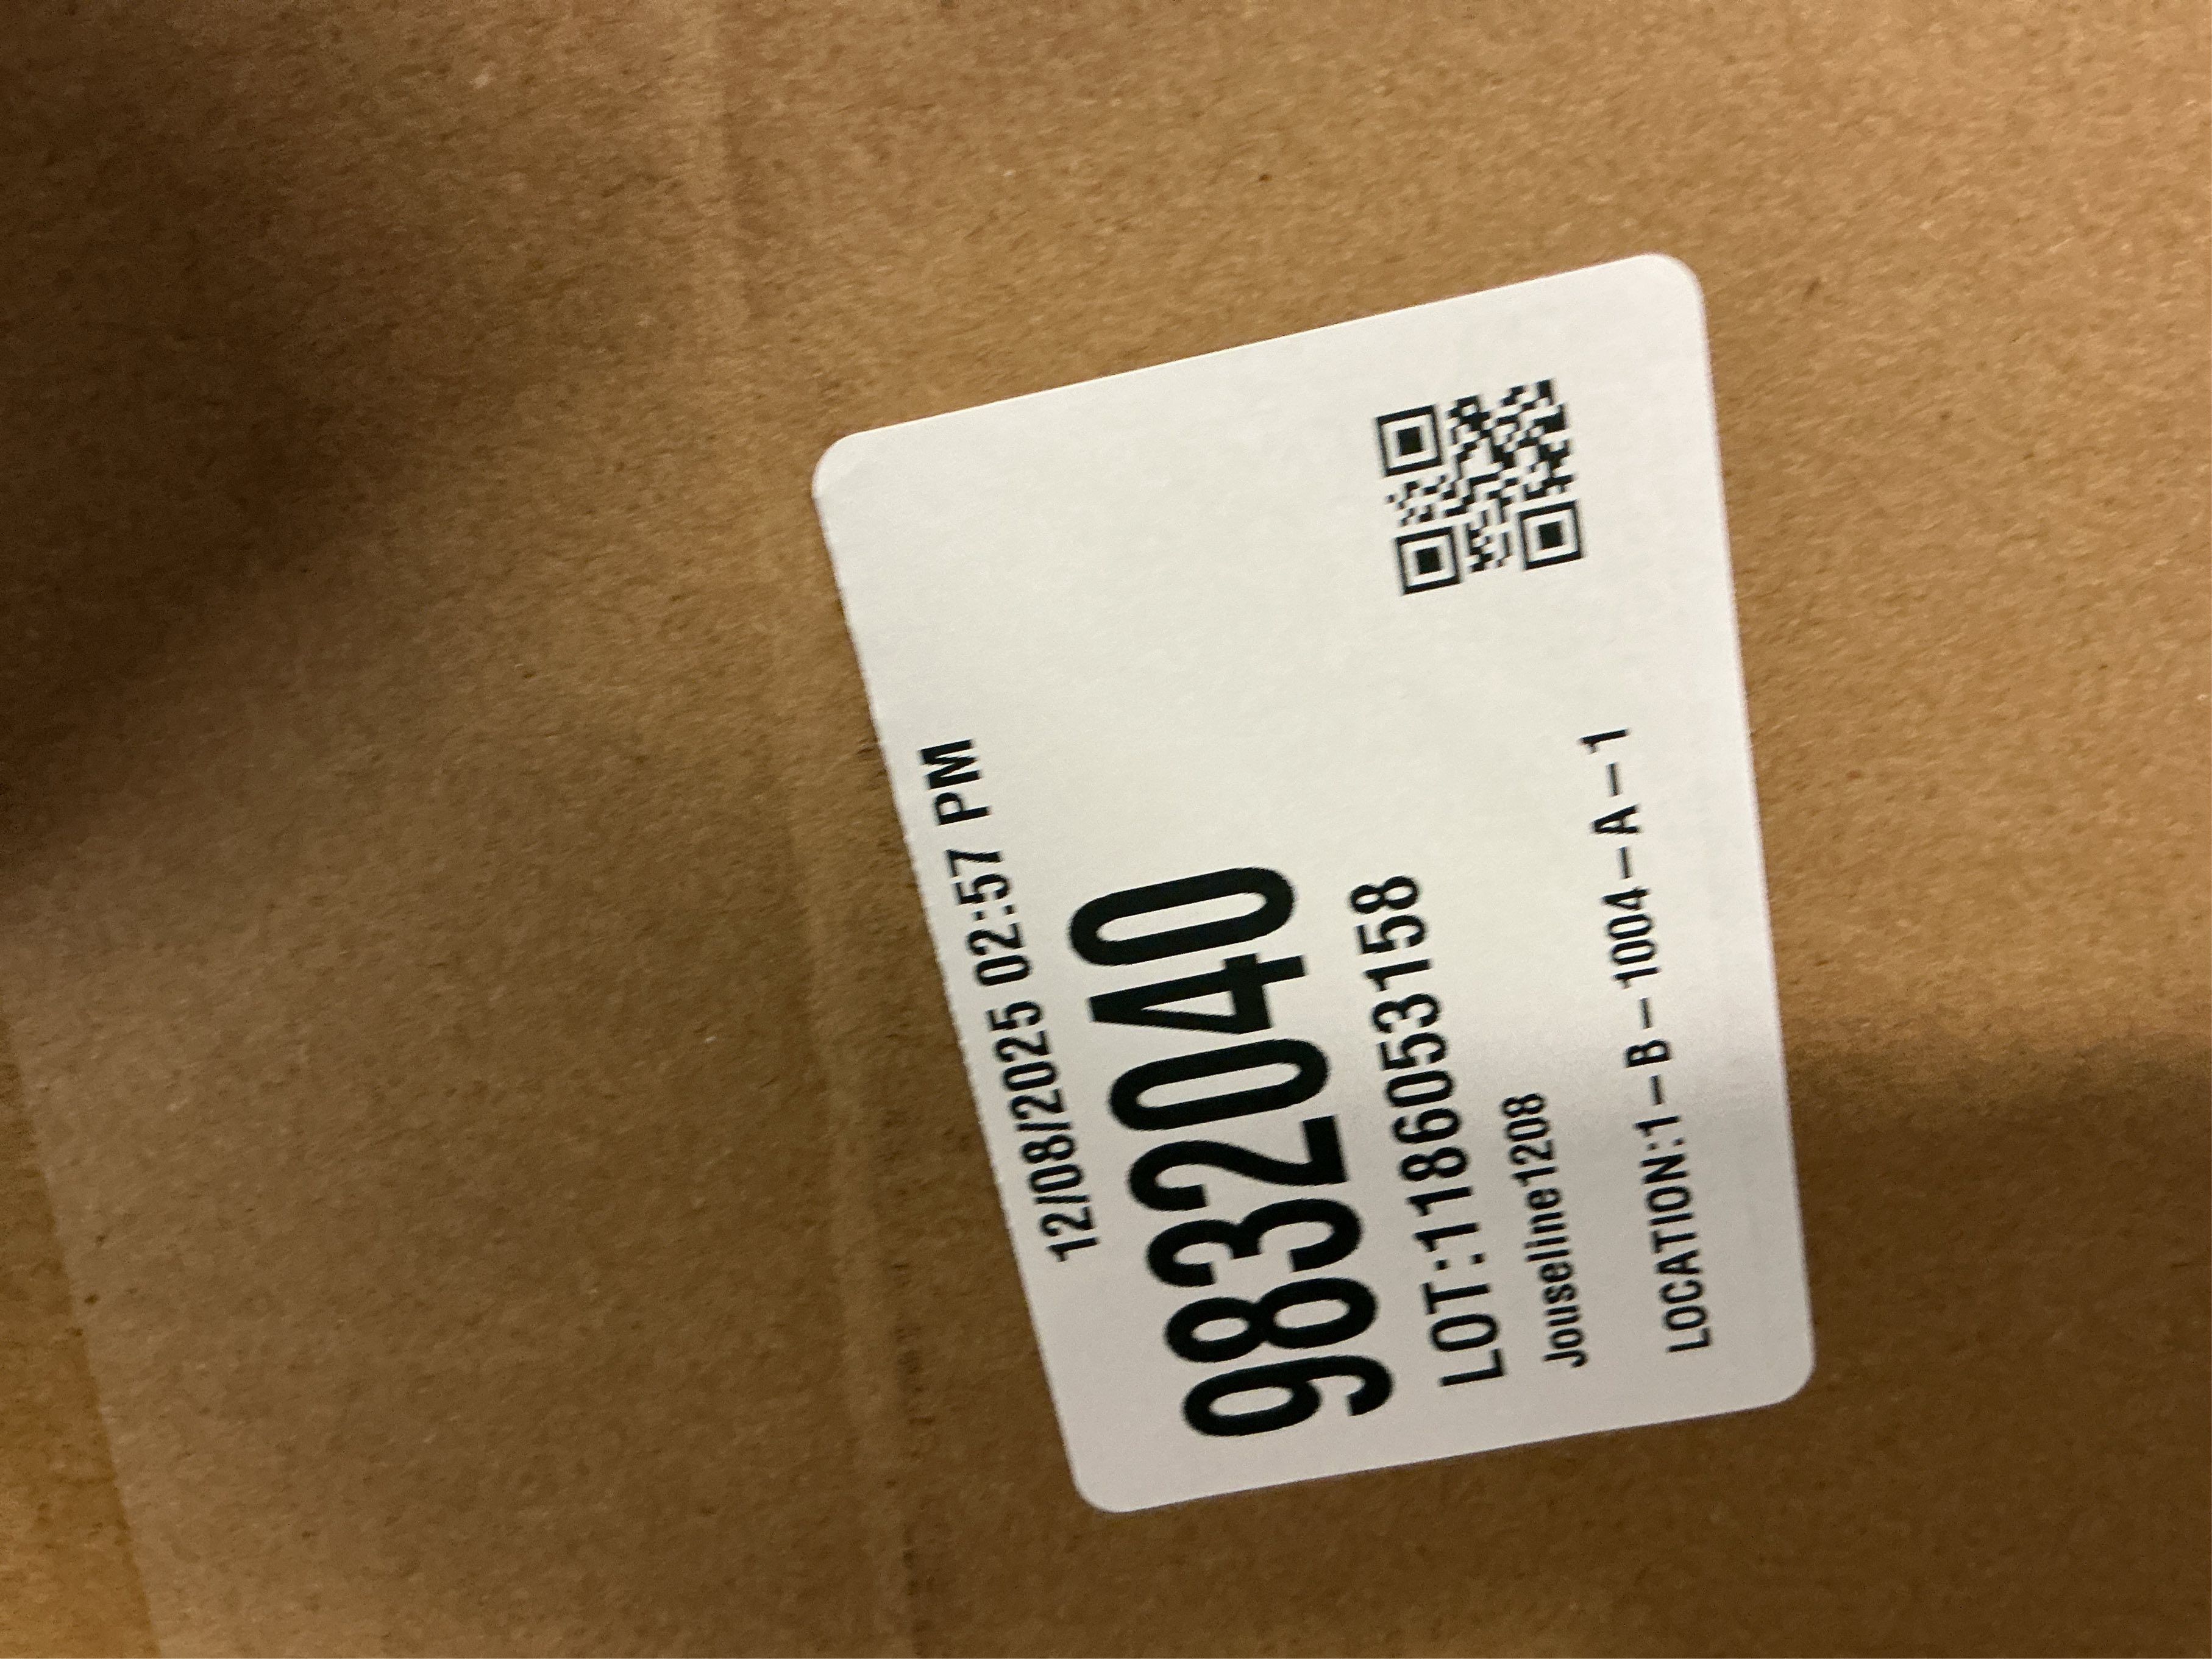 12/08/2025 02:57 PM
9832040
LOT:1186053158
Jouseline1208
LOCATION:1-B-1004-A-1